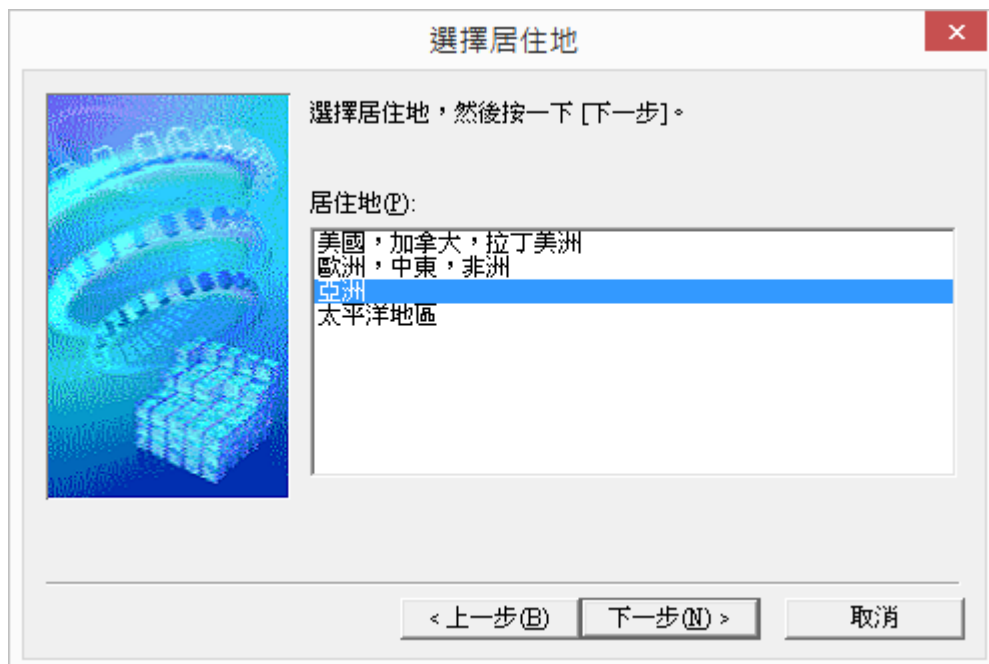 選擇居住地
選擇居住地，然後按一下 [下一步]。
居住地(P):
美國，加拿大，拉丁美洲
歐洲，中東，非洲
亞洲
太平洋地區
< 上一步(B)
下一步(N) >
取消